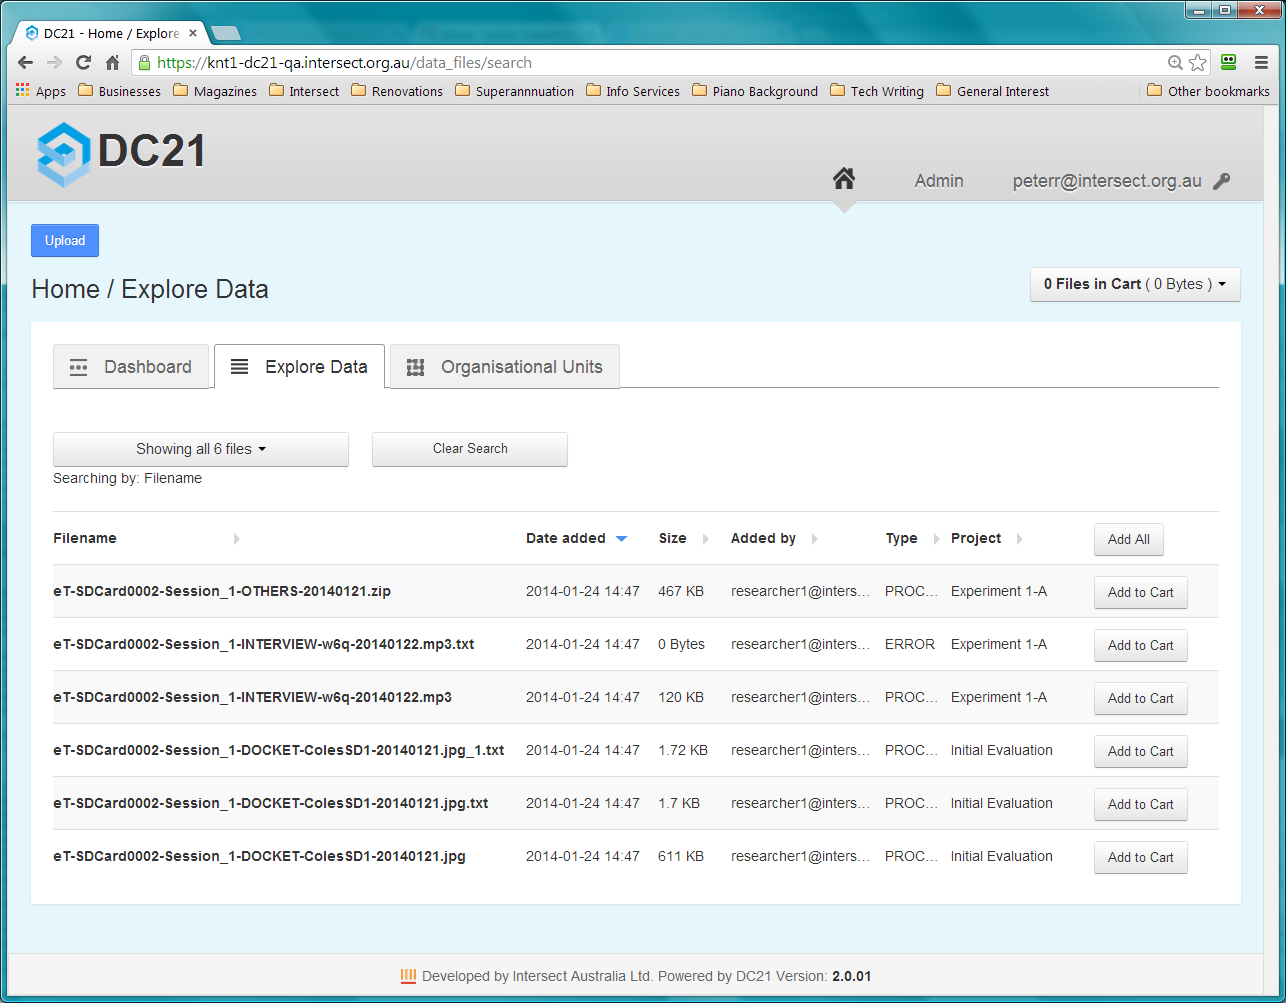 DC21 - Home / Explore
https://knt1-dc21-qa.intersect.org.au/data_files/search
Apps Businesses Magazines Intersect Renovations Superannnuation Info Services Piano Background Tech Writing General Interest Other bookmarks
DC21
Admin peterr@intersect.org.au
Upload
Home / Explore Data
0 Files in Cart ( 0 Bytes )
Dashboard Explore Data Organisational Units
Showing all 6 files Clear Search
Searching by: Filename
Filename Date added Size Added by Type Project Add All
eT-SDCard0002-Session_1-OTHERS-20140121.zip 2014-01-24 14:47 467 KB researcher1@inters... PROC... Experiment 1-A Add to Cart
eT-SDCard0002-Session_1-INTERVIEW-w6q-20140122.mp3.txt 2014-01-24 14:47 0 Bytes researcher1@inters... ERROR Experiment 1-A Add to Cart
eT-SDCard0002-Session_1-INTERVIEW-w6q-20140122.mp3 2014-01-24 14:47 120 KB researcher1@inters... PROC... Experiment 1-A Add to Cart
eT-SDCard0002-Session_1-DOCKET-ColesSD1-20140121.jpg_1.txt 2014-01-24 14:47 1.72 KB researcher1@inters... PROC... Initial Evaluation Add to Cart
eT-SDCard0002-Session_1-DOCKET-ColesSD1-20140121.jpg.txt 2014-01-24 14:47 1.7 KB researcher1@inters... PROC... Initial Evaluation Add to Cart
eT-SDCard0002-Session_1-DOCKET-ColesSD1-20140121.jpg 2014-01-24 14:47 611 KB researcher1@inters... PROC... Initial Evaluation Add to Cart
Developed by Intersect Australia Ltd. Powered by DC21 Version: 2.0.01